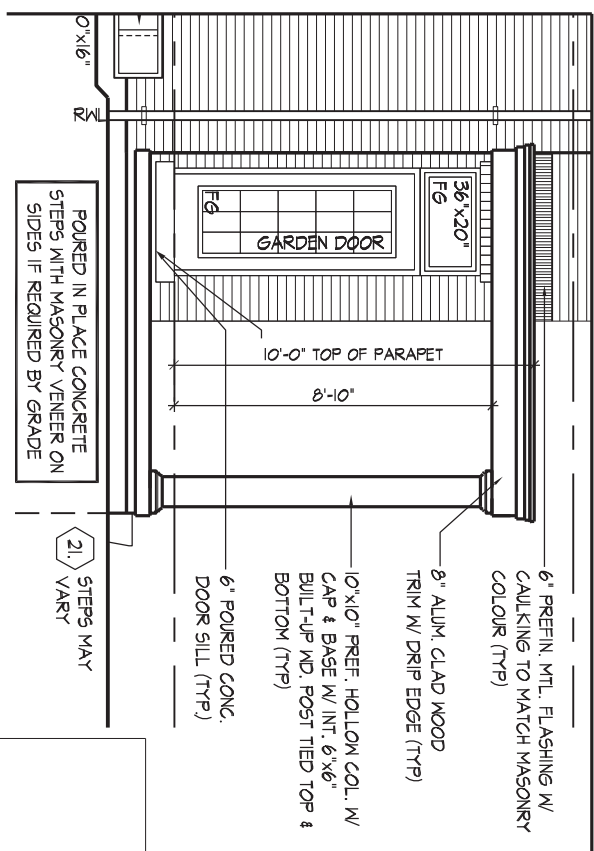 0"x16"
RWL
36"x20"
FG
GARDEN DOOR
FG
10'-0" TOP OF PARAPET
8'-10"
POURED IN PLACE CONCRETE
STEPS WITH MASONRY VENEER ON
SIDES IF REQUIRED BY GRADE
6" PREFIN. MTL. FLASHING W/
CAULKING TO MATCH MASONRY
COLOUR (TYP)
8" ALUM. CLAD WOOD
TRIM W/ DRIP EDGE (TYP)
10"x10" PREF. HOLLOW COL. W/
CAP & BASE W/ INT. 6"x6"
BUILT-UP WD. POST TIED TOP &
BOTTOM (TYP)
6" POURED CONC.
DOOR SILL (TYP.)
21.
STEPS MAY
VARY